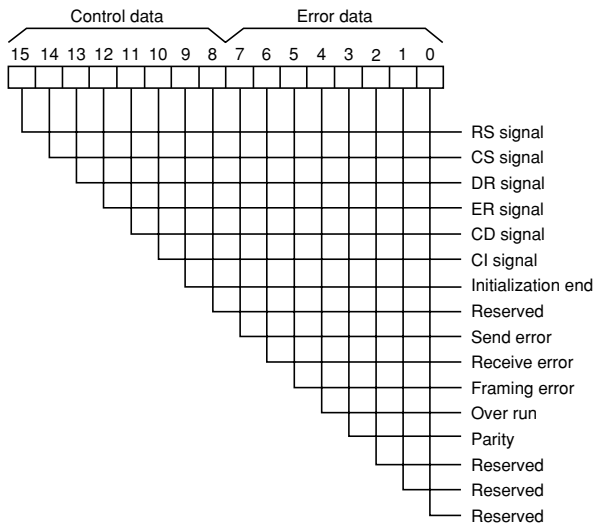 Control data Error data
15 14 13 12 11 10 9 8 7 6 5 4 3 2 1 0
RS signal
CS signal
DR signal
ER signal
CD signal
CI signal
Initialization end
Reserved
Send error
Receive error
Framing error
Over run
Parity
Reserved
Reserved
Reserved